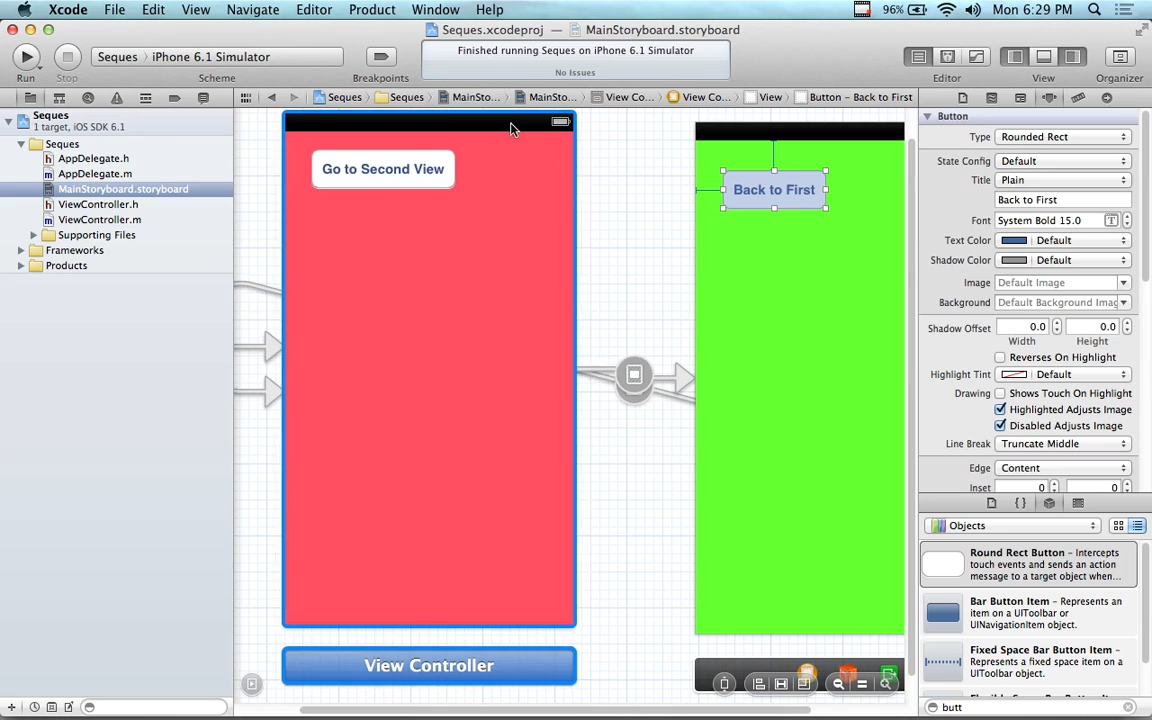 Xcode File Edit View Navigate Editor Product Window Help 96% Mon 6:29 PM
Seques.xcodeproj — MainStoryboard.storyboard
Seques iPhone 6.1 Simulator
Finished running Seques on iPhone 6.1 Simulator
No Issues
Run Stop Scheme Breakpoints Editor View Organizer
Seques Seques MainSto... MainSto... View Co... View Co... View Button – Back to First
Seques
1 target, iOS SDK 6.1
Seques
AppDelegate.h
AppDelegate.m
MainStoryboard.storyboard
ViewController.h
ViewController.m
Supporting Files
Frameworks
Products
Go to Second View
Back to First
View Controller
Button
Type Rounded Rect
State Config Default
Title Plain
Back to First
Font System Bold 15.0
Text Color Default
Shadow Color Default
Image Default Image
Background Default Background Imag
Shadow Offset 0.0 0.0
Width Height
Reverses On Highlight
Highlight Tint Default
Drawing Shows Touch On Highlight
Highlighted Adjusts Image
Disabled Adjusts Image
Line Break Truncate Middle
Edge Content
Inset 0 0
Objects
Round Rect Button – Intercepts
touch events and sends an action
message to a target object when...
Bar Button Item – Represents an
item on a UIToolbar or
UINavigationItem object.
Fixed Space Bar Button Item –
Represents a fixed space item on a
UIToolbar object.
butt